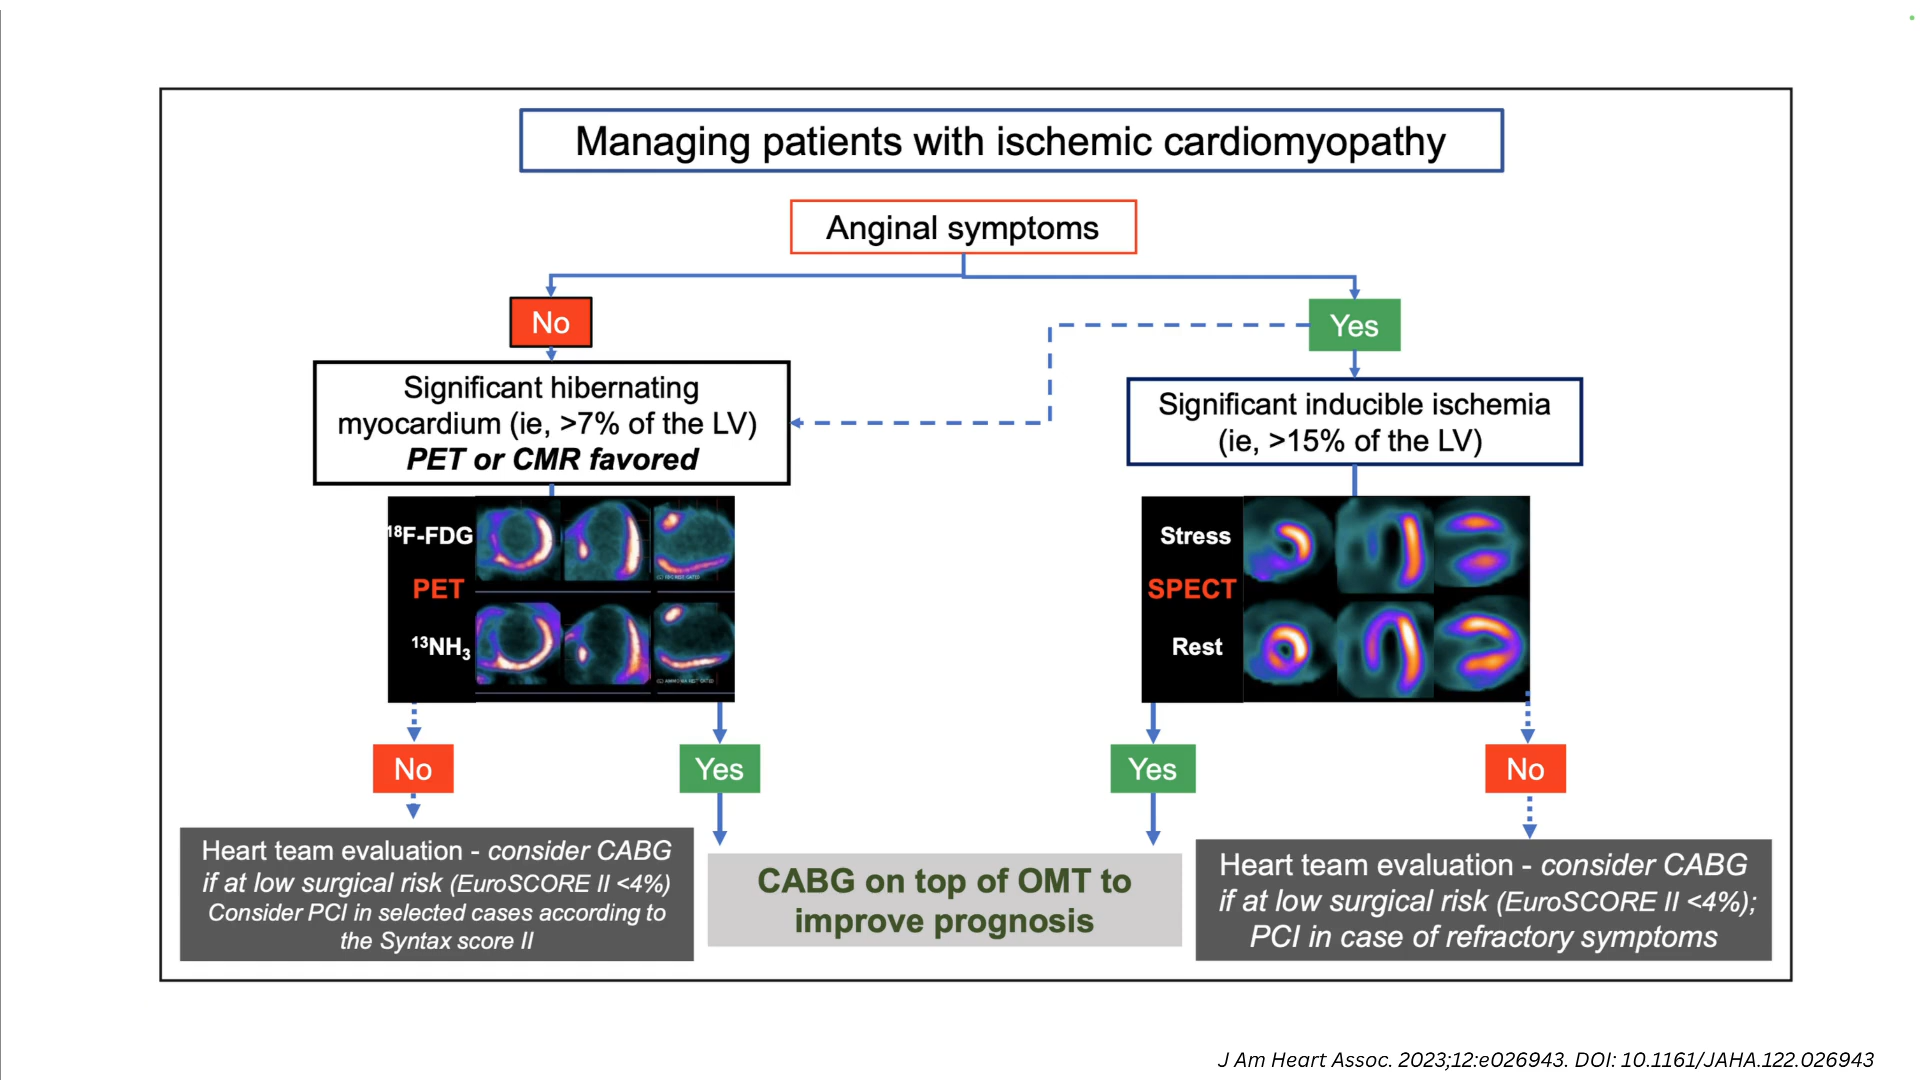 Managing patients with ischemic cardiomyopathy
Anginal symptoms
No
Yes
Significant hibernating
myocardium (ie, >7% of the LV)
PET or CMR favored
Significant inducible ischemia
(ie, >15% of the LV)
18F-FDG
PET
13NH3
Stress
SPECT
Rest
No
Yes
Yes
No
Heart team evaluation - consider CABG
if at low surgical risk (EuroSCORE II <4%)
Consider PCI in selected cases according to
the Syntax score II
CABG on top of OMT to
improve prognosis
Heart team evaluation - consider CABG
if at low surgical risk (EuroSCORE II <4%);
PCI in case of refractory symptoms
J Am Heart Assoc. 2023;12:e026943. DOI: 10.1161/JAHA.122.026943